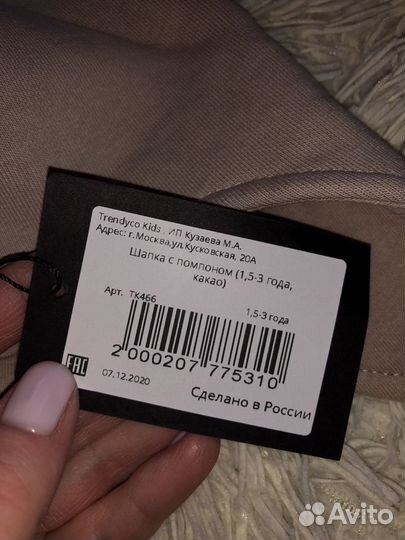 Trendyco Kids . ИП Кузаева М.А.
Адрес: г.Москва,ул.Кусковская, 20А
Шапка с помпоном (1,5-3 года,
какао)
Арт. TK466
1,5-3 года
2 000207 775310
EAC
07.12.2020
Сделано в России
Avito